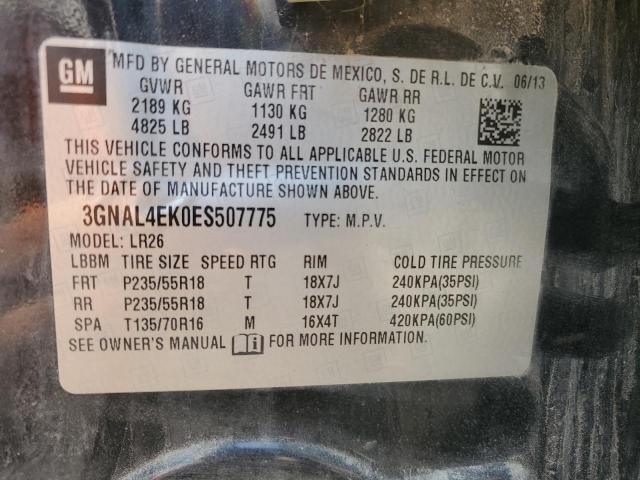 GM
MFD BY GENERAL MOTORS DE MEXICO, S. DE R.L. DE C.V. 06/13
GVWR GAWR FRT GAWR RR
2189 KG 1130 KG 1280 KG
4825 LB 2491 LB 2822 LB
THIS VEHICLE CONFORMS TO ALL APPLICABLE U.S. FEDERAL MOTOR
VEHICLE SAFETY AND THEFT PREVENTION STANDARDS IN EFFECT ON
THE DATE OF MANUFACTURE SHOWN ABOVE.
3GNAL4EK0ES507775 TYPE: M.P.V.
MODEL: LR26
LBBM TIRE SIZE SPEED RTG RIM COLD TIRE PRESSURE
FRT P235/55R18 T 18X7J 240KPA(35PSI)
RR P235/55R18 T 18X7J 240KPA(35PSI)
SPA T135/70R16 M 16X4T 420KPA(60PSI)
SEE OWNER'S MANUAL i FOR MORE INFORMATION.